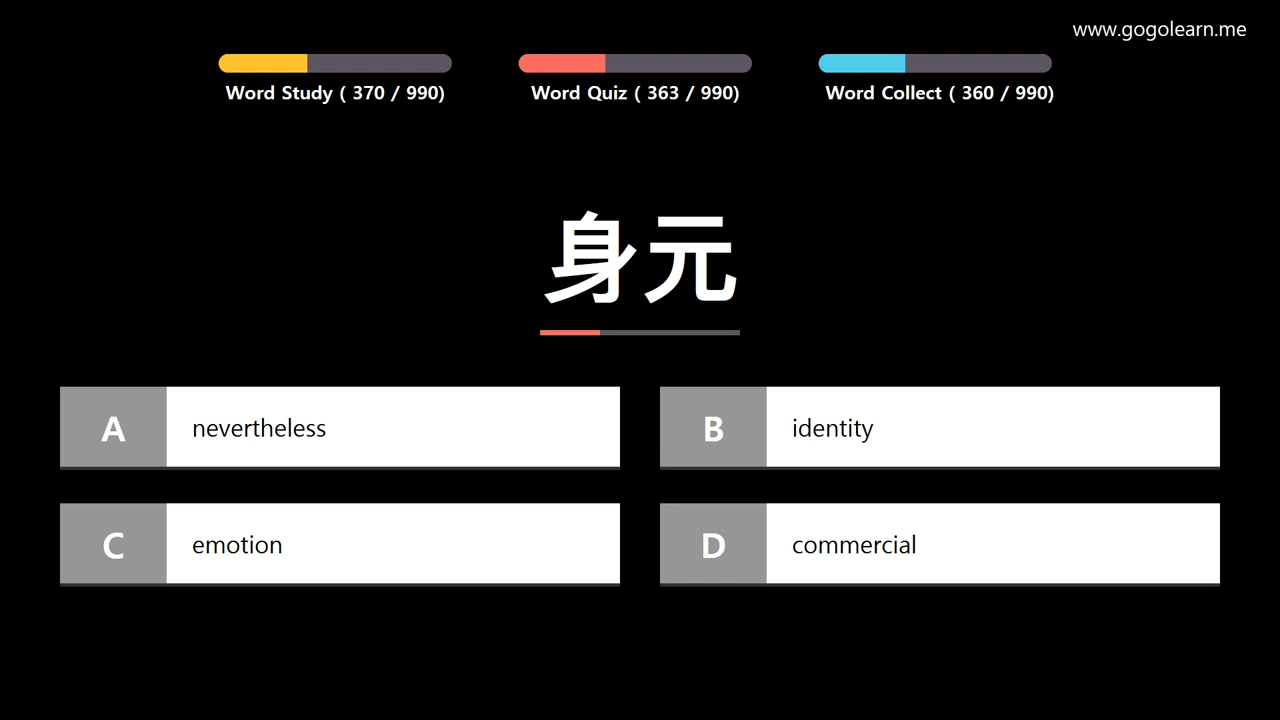 www.gogolearn.me
Word Study ( 370 / 990)
Word Quiz ( 363 / 990)
Word Collect ( 360 / 990)
身元
A nevertheless
B identity
C emotion
D commercial